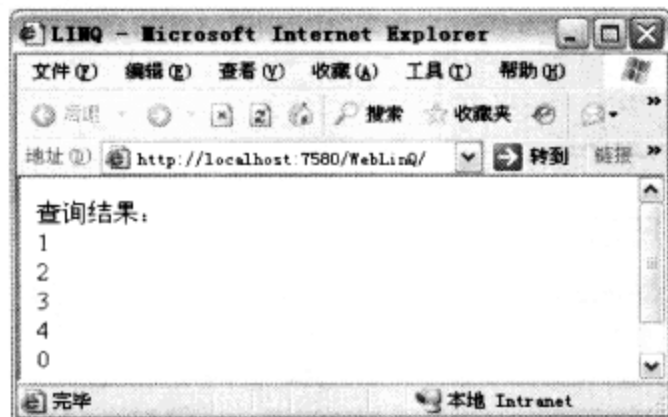 LINQ - Microsoft Internet Explorer
文件(F) 编辑(E) 查看(V) 收藏(A) 工具(T) 帮助(H)
后退 搜索 收藏夹 »
地址(D) http://localhost:7580/WebLinQ/ 转到 链接 »
查询结果：
1
2
3
4
0
完毕 本地 Intranet